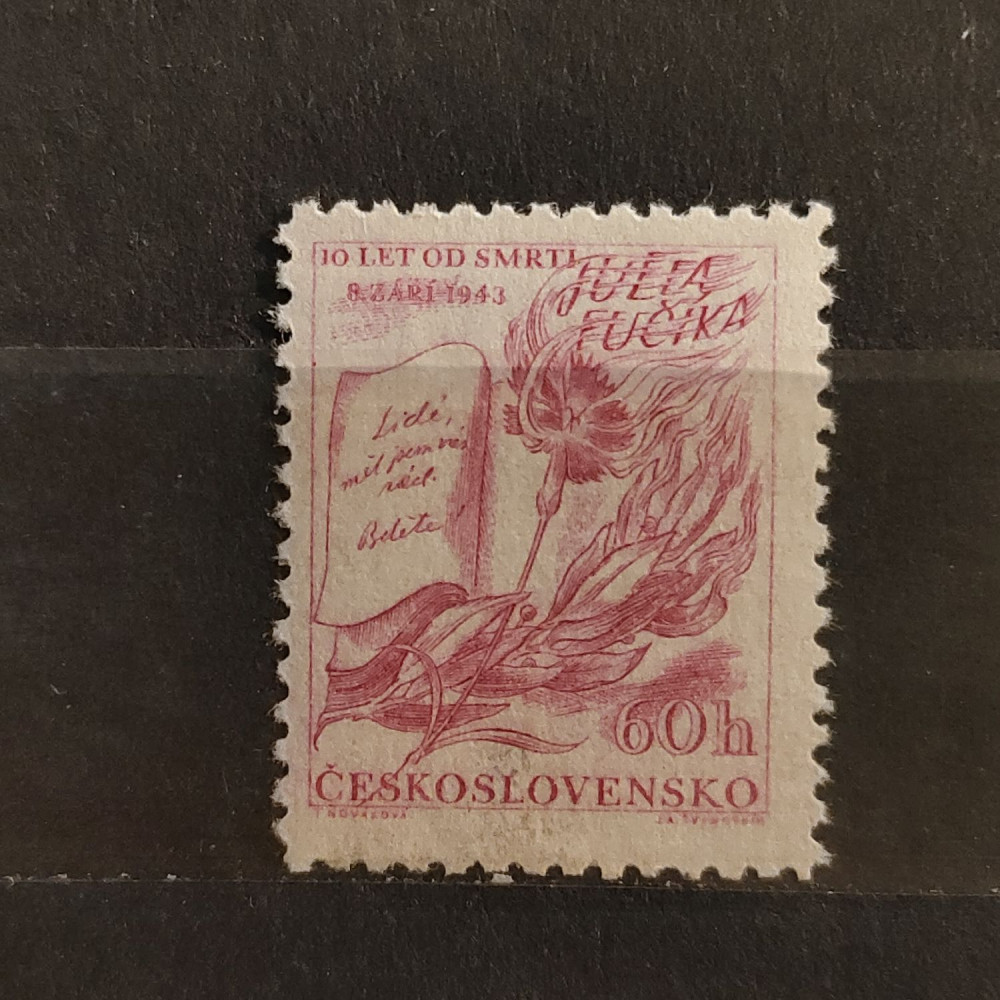 10 LET OD SMRTI
JULIA
FUČÍKA
8. ZÁŘÍ 1943
Lidé,
měl jsem vás
rád.
Bděte!
60h
ČESKOSLOVENSKO